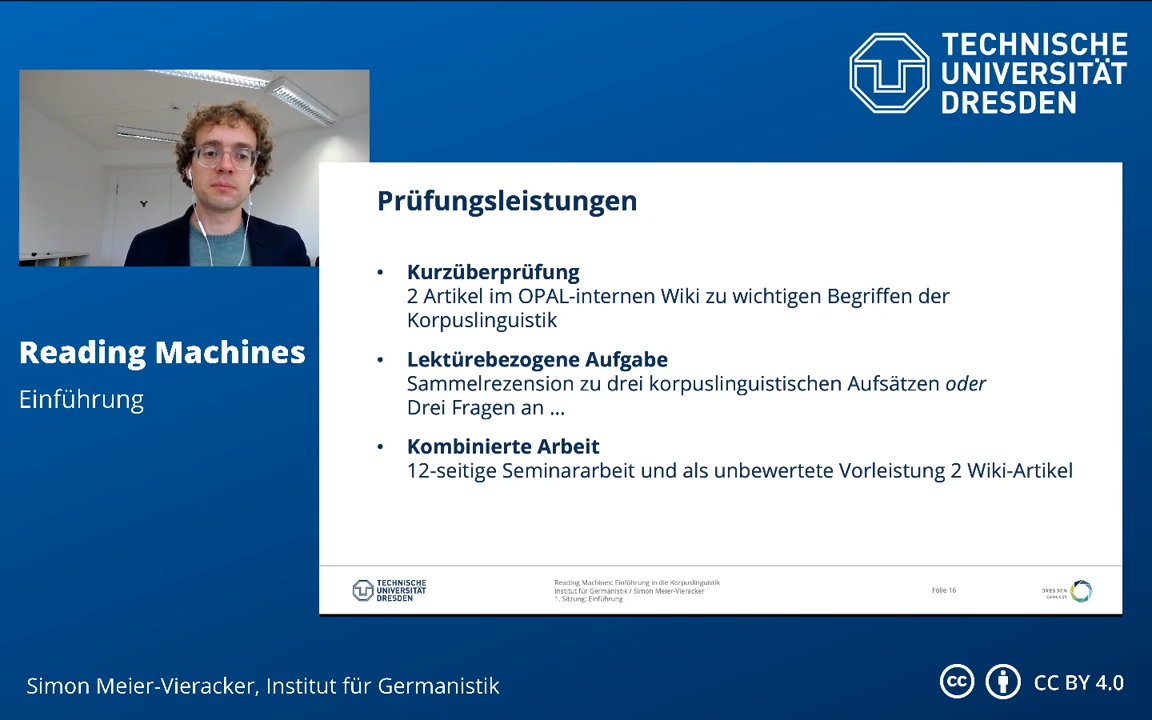 TECHNISCHE
UNIVERSITÄT
DRESDEN
Prüfungsleistungen
• Kurzüberprüfung
2 Artikel im OPAL-internen Wiki zu wichtigen Begriffen der
Korpuslinguistik
• Lektürebezogene Aufgabe
Sammelrezension zu drei korpuslinguistischen Aufsätzen oder
Drei Fragen an ...
• Kombinierte Arbeit
12-seitige Seminararbeit und als unbewertete Vorleistung 2 Wiki-Artikel
Reading Machines
Einführung
TECHNISCHE
UNIVERSITÄT
DRESDEN
Reading Machines: Einführung in die Korpuslinguistik
Institut für Germanistik / Simon Meier-Vieracker
1. Sitzung: Einführung
Folie 16
DRESDEN
concept
Simon Meier-Vieracker, Institut für Germanistik
cc
CC BY 4.0